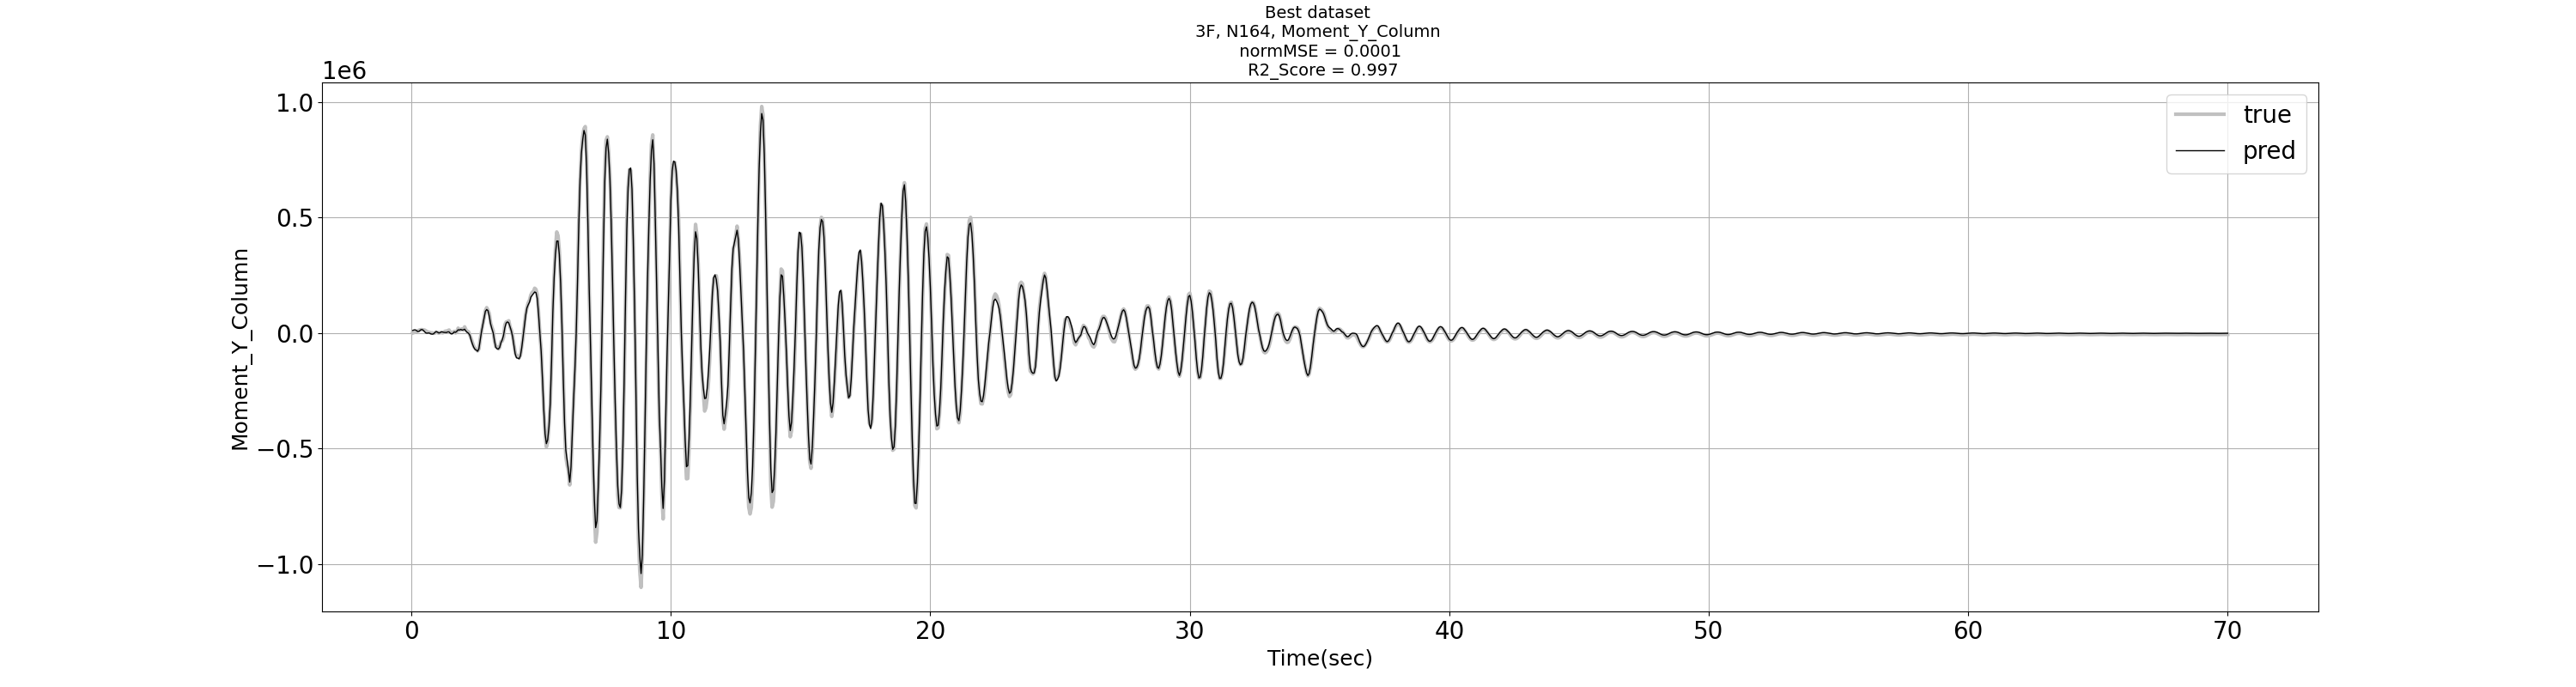 Best dataset
3F, N164, Moment_Y_Column
normMSE = 0.0001
R2_Score = 0.997
1e6
1.0
0.5
0.0
−0.5
−1.0
Moment_Y_Column
true
pred
0 10 20 30 40 50 60 70
Time(sec)